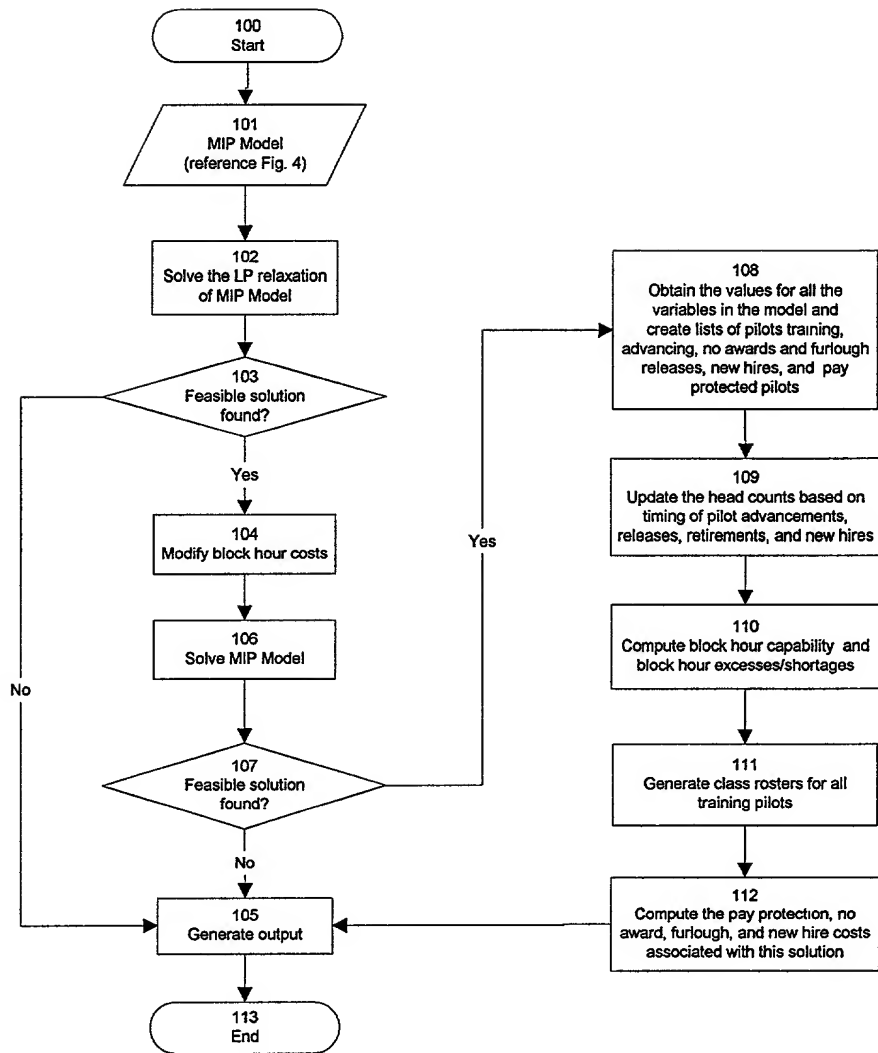 100
Start
101
MIP Model
(reference Fig. 4)
102
Solve the LP relaxation
of MIP Model
103
Feasible solution
found?
Yes
104
Modify block hour costs
106
Solve MIP Model
No
107
Feasible solution
found?
No
105
Generate output
113
End
Yes
108
Obtain the values for all the
variables in the model and
create lists of pilots training,
advancing, no awards and furlough
releases, new hires, and pay
protected pilots
109
Update the head counts based on
timing of pilot advancements,
releases, retirements, and new hires
110
Compute block hour capability and
block hour excesses/shortages
111
Generate class rosters for all
training pilots
112
Compute the pay protection, no
award, furlough, and new hire costs
associated with this solution